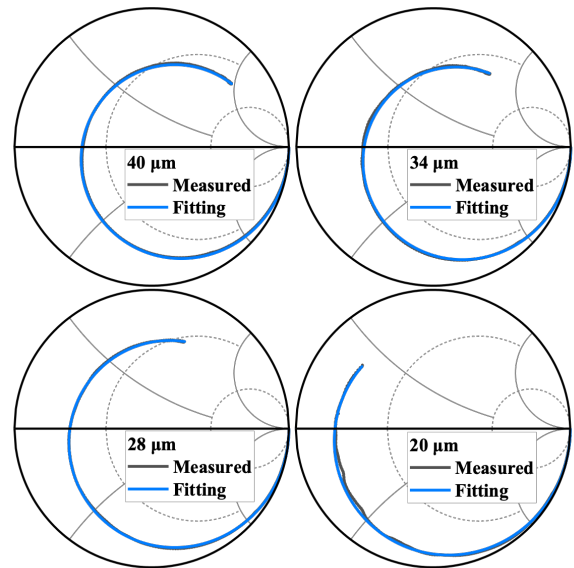 40 μm
Measured
Fitting
34 μm
Measured
Fitting
28 μm
Measured
Fitting
20 μm
Measured
Fitting